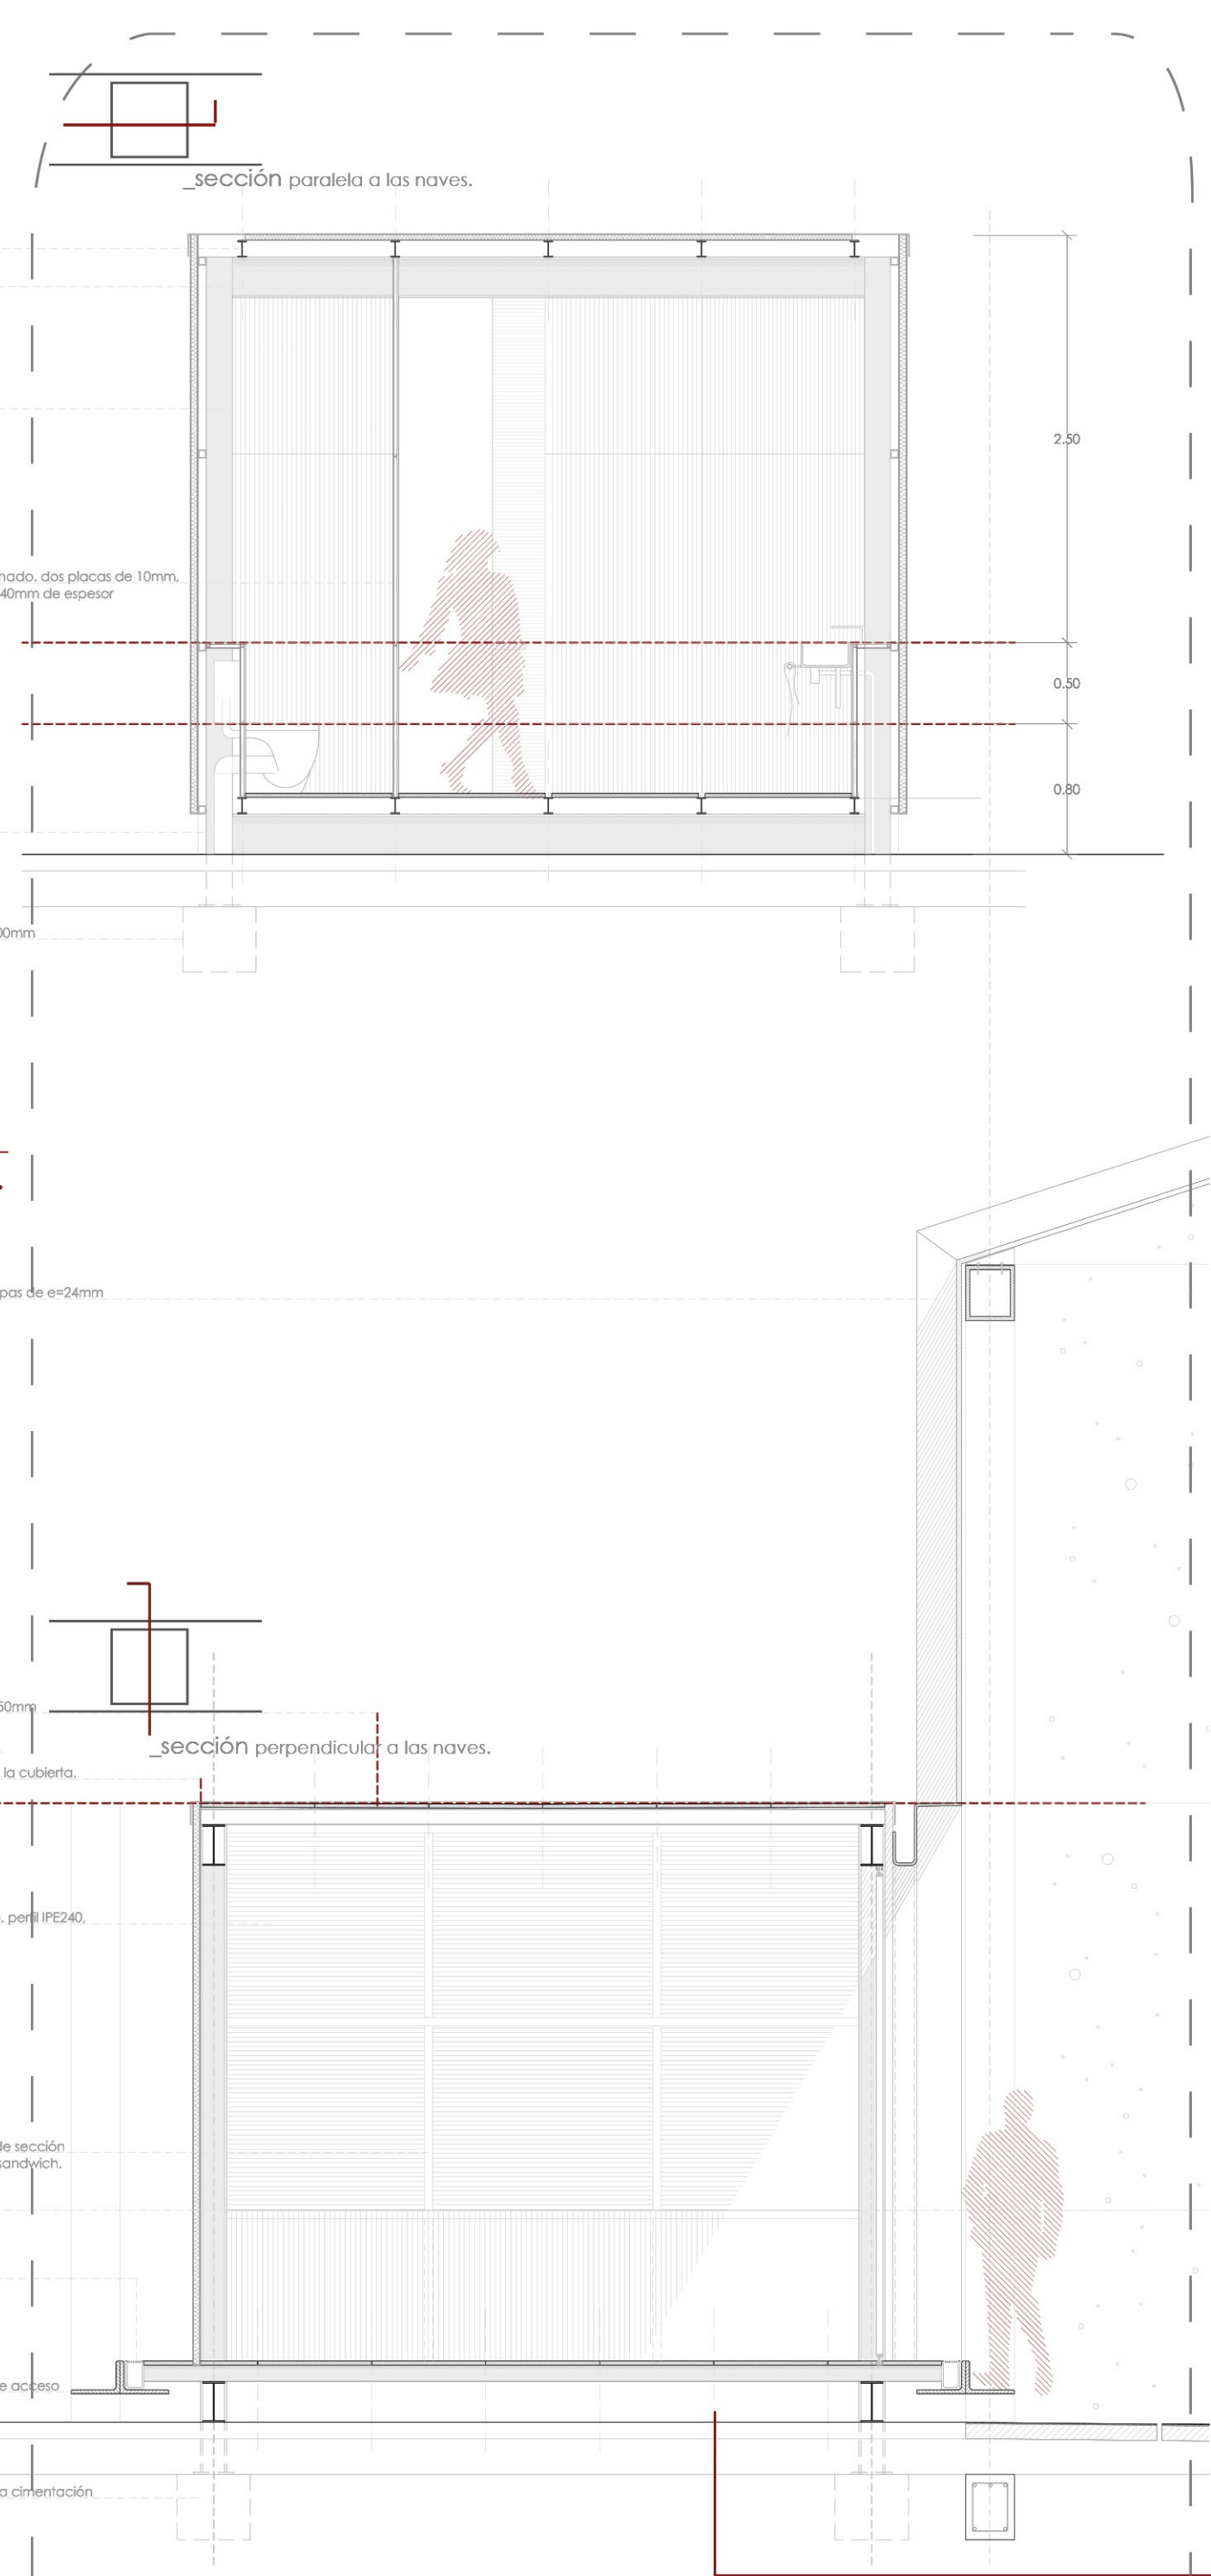 _sección paralela a las naves.
2.50
nado. dos placas de 10mm,
40mm de espesor
0.50
0.80
00mm
pas de e=24mm
50mm
_sección perpendicular a las naves.
la cubierta.
. perfil IPE240,
de sección
sandwich.
e acceso
a cimentación